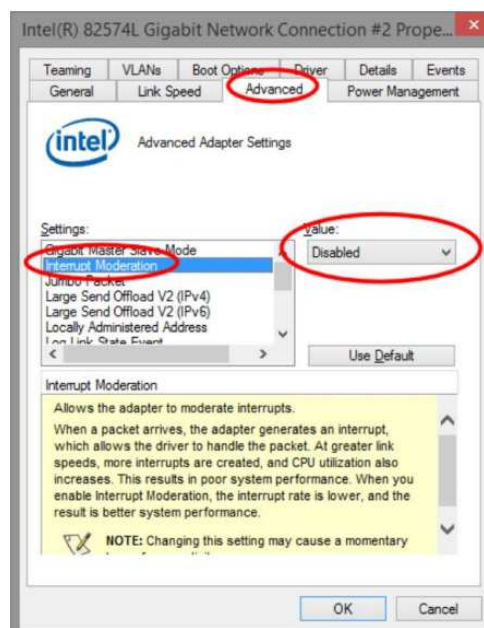 Intel(R) 82574L Gigabit Network Connection #2 Prope...
Teaming VLANs Boot Options Driver Details Events
General Link Speed Advanced Power Management
intel Advanced Adapter Settings
Settings:
Value:
Gigabit Master Slave Mode
Disabled
Interrupt Moderation
Jumbo Packet
Large Send Offload V2 (IPv4)
Large Send Offload V2 (IPv6)
Locally Administered Address
Log Link State Event
Use Default
Interrupt Moderation
Allows the adapter to moderate interrupts.
When a packet arrives, the adapter generates an interrupt,
which allows the driver to handle the packet. At greater link
speeds, more interrupts are created, and CPU utilization also
increases. This results in poor system performance. When you
enable Interrupt Moderation, the interrupt rate is lower, and the
result is better system performance.
NOTE: Changing this setting may cause a momentary
OK Cancel